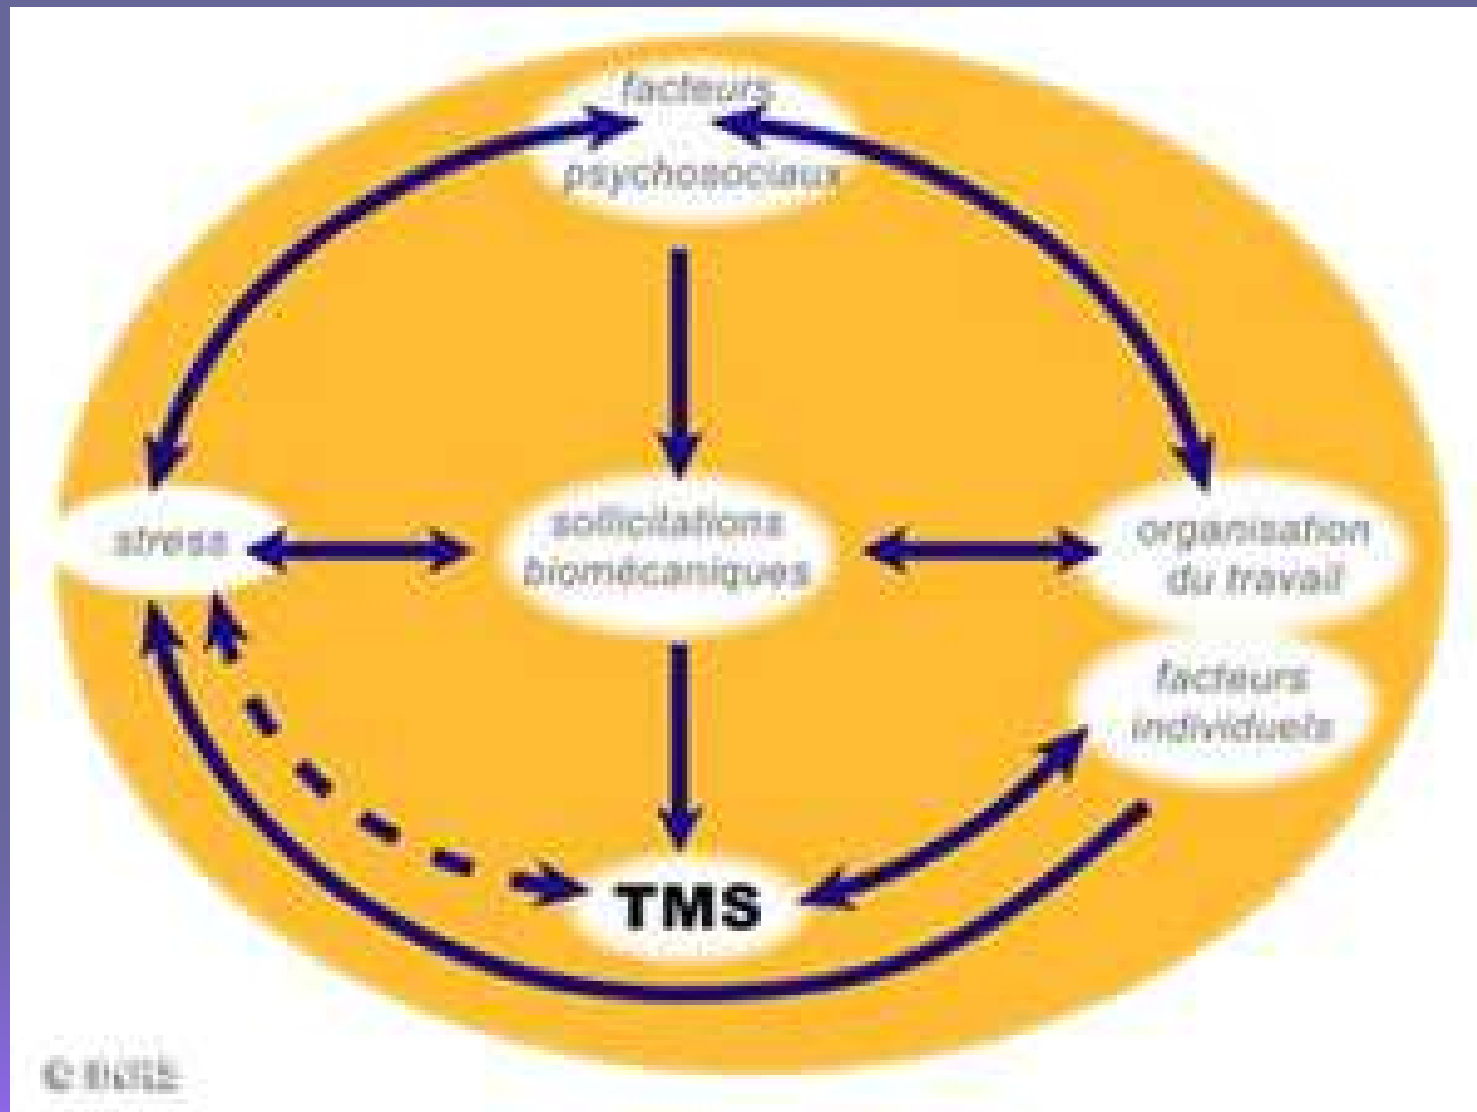 facteurs
psychosociaux
stress
sollicitations
biomécaniques
organisation
du travail
facteurs
individuels
TMS
©